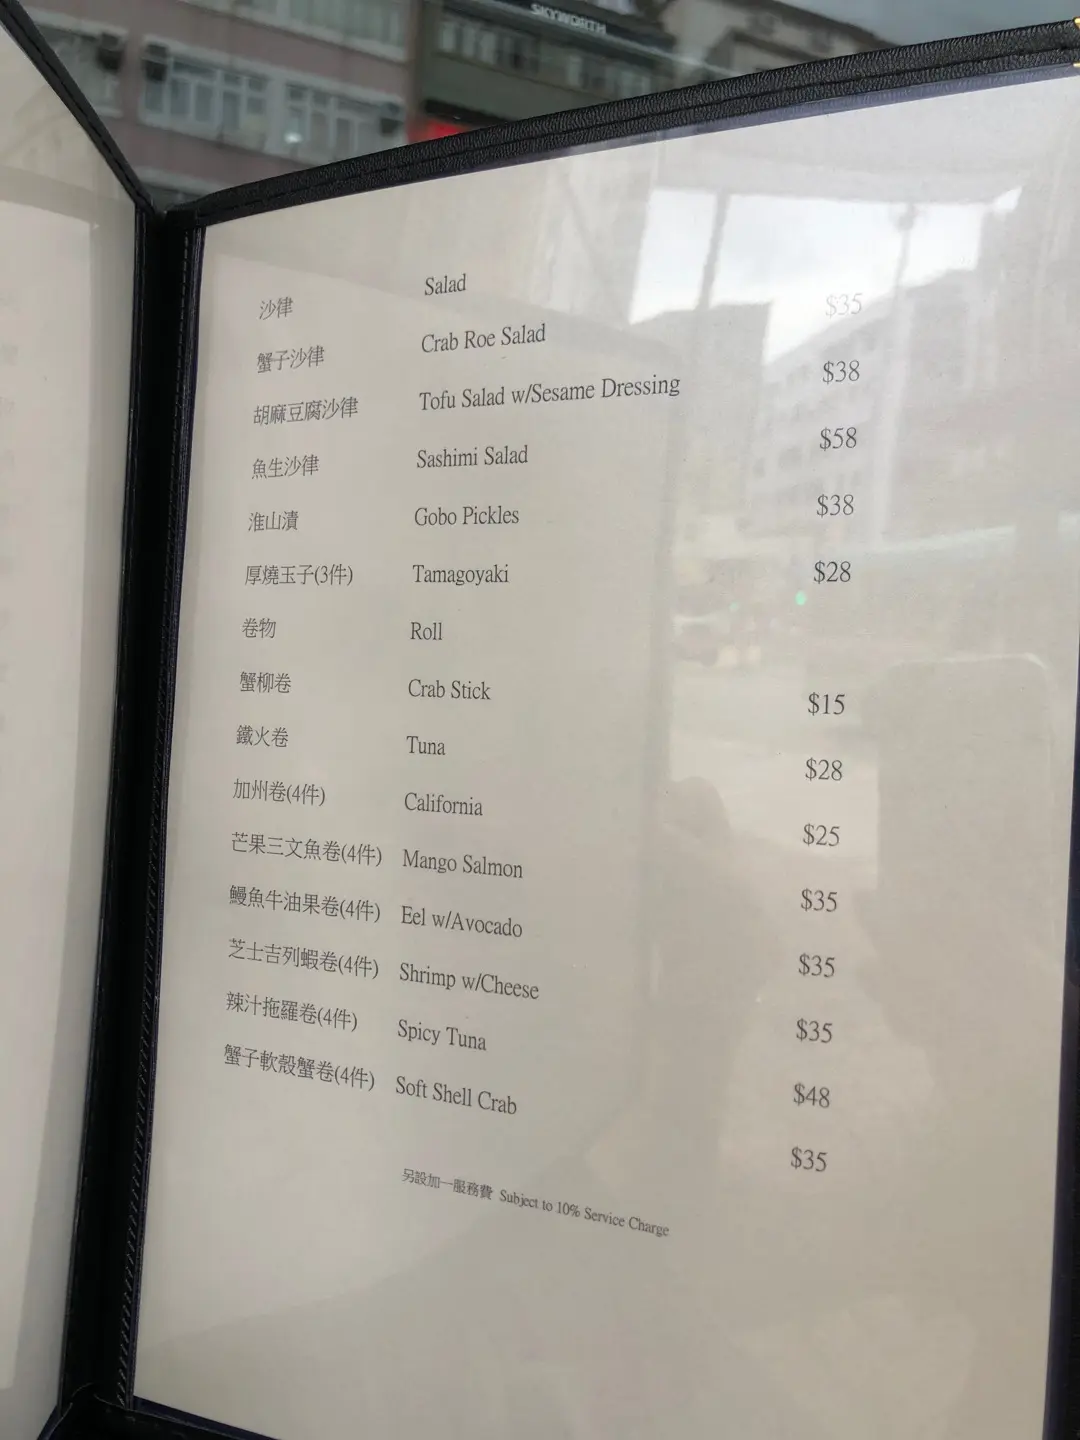 SKYWORTH
沙律 Salad
蟹子沙律 Crab Roe Salad $35
胡麻豆腐沙律 Tofu Salad w/Sesame Dressing $38
魚生沙律 Sashimi Salad $58
淮山漬 Gobo Pickles $38
厚燒玉子(3件) Tamagoyaki $28
卷物 Roll
蟹柳卷 Crab Stick $15
鐵火卷 Tuna $28
加州卷(4件) California $25
芒果三文魚卷(4件) Mango Salmon $35
鰻魚牛油果卷(4件) Eel w/Avocado $35
芝士吉列蝦卷(4件) Shrimp w/Cheese $35
辣汁拖羅卷(4件) Spicy Tuna $48
蟹子軟殼蟹卷(4件) Soft Shell Crab $35
另設加一服務費 Subject to 10% Service Charge